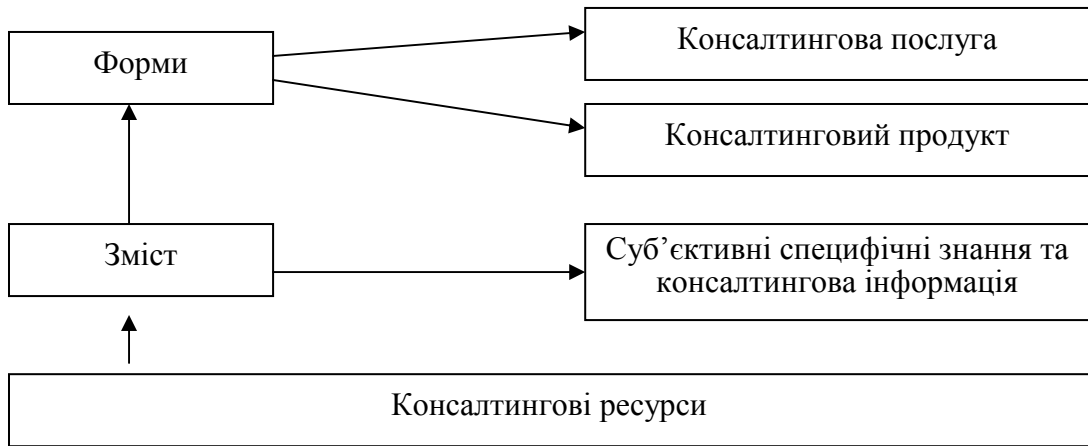 Форми
Консалтингова послуга
Консалтинговий продукт
Зміст
Суб’єктивні специфічні знання та
консалтингова інформація
Консалтингові ресурси